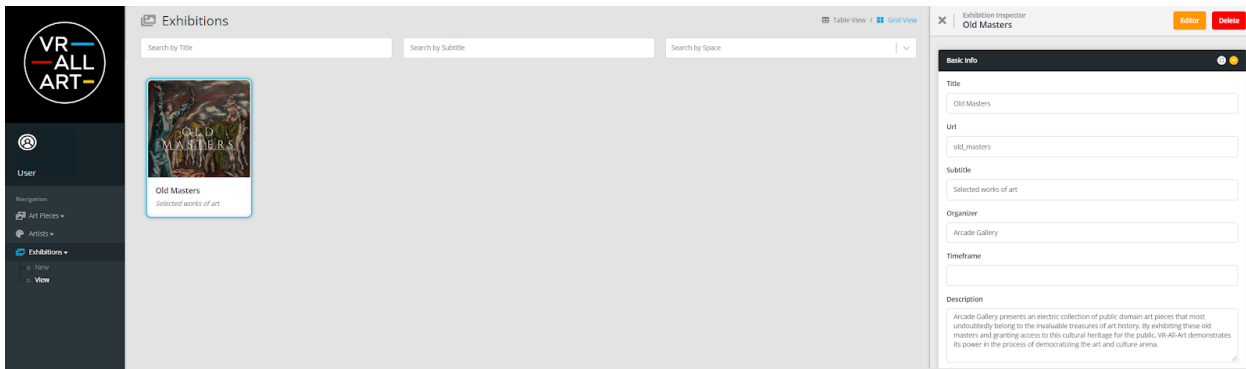 VR
ALL
ART
User
Navigation
Art Pieces
Artists
Exhibitions
New
View
Exhibitions
Table View / Grid View
Search by Title
Search by Subtitle
Search by Space
OLD
MASTERS
Old Masters
Selected works of art
Exhibition Inspector
Old Masters
Editor
Delete
Basic Info
Title
Old Masters
Url
old_masters
Subtitle
Selected works of art
Organizer
Arcade Gallery
Timeframe
Description
Arcade Gallery presents an electric collection of public domain art pieces that most
undoubtedly belong to the invaluable treasures of art history. By exhibiting these old
masters and granting access to this cultural heritage for the public, VR-All-Art demonstrates
its power in the process of democratizing the art and culture arena.